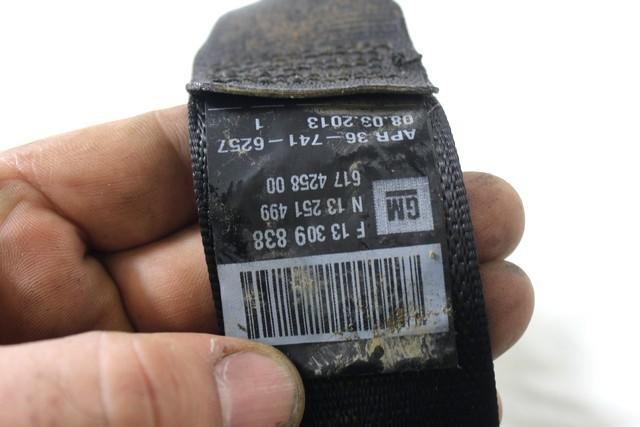 F 13 309 838
N 13 251 499
GM
617 4258 00
08.03.2013 1
APR 36-741-6257